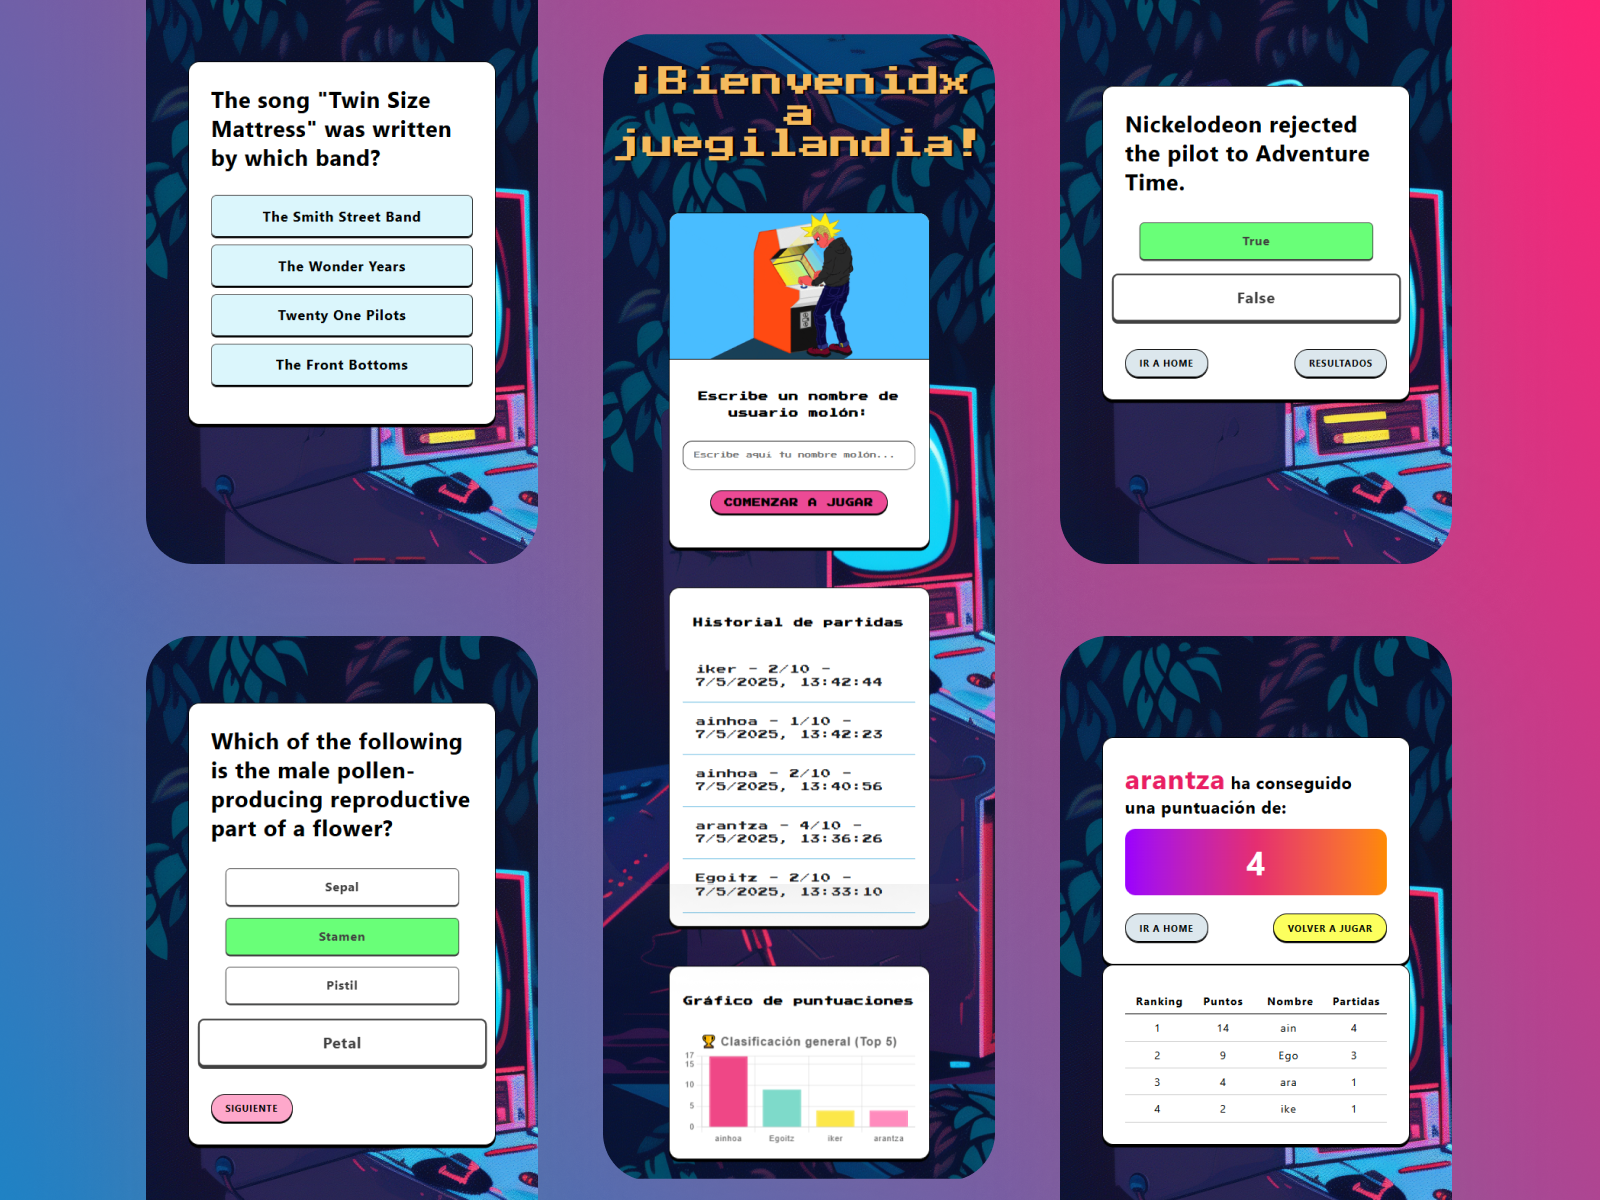 The song "Twin Size
Mattress" was written
by which band?
The Smith Street Band
The Wonder Years
Twenty One Pilots
The Front Bottoms
Which of the following
is the male pollen-
producing reproductive
part of a flower?
Sepal
Stamen
Pistil
Petal
SIGUIENTE
¡Bienvenidx
a
juegilandia!
Escribe un nombre de
usuario molón:
Escribe aquí tu nombre molón...
COMENZAR A JUGAR
Historial de partidas
iker - 2/10 -
7/5/2025, 13:42:44
ainhoa - 1/10 -
7/5/2025, 13:42:23
ainhoa - 2/10 -
7/5/2025, 13:40:56
arantza - 4/10 -
7/5/2025, 13:36:26
Egoitz - 2/10 -
7/5/2025, 13:33:10
Gráfico de puntuaciones
🏆 Clasificación general (Top 5)
17
15
10
5
0
ainhoa Egoitz iker arantza
Nickelodeon rejected
the pilot to Adventure
Time.
True
False
IR A HOME RESULTADOS
arantza ha conseguido
una puntuación de:
4
IR A HOME VOLVER A JUGAR
Ranking Puntos Nombre Partidas
1 14 ain 4
2 9 Ego 3
3 4 ara 1
4 2 ike 1